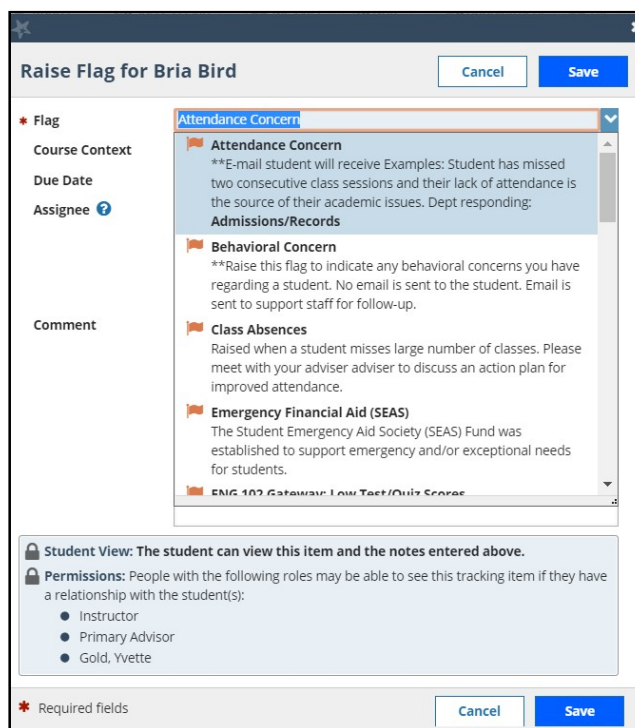 Raise Flag for Bria Bird
Cancel
Save
* Flag
Attendance Concern
Course Context
Due Date
Assignee ?
Comment
Attendance Concern
**E-mail student will receive Examples: Student has missed
two consecutive class sessions and their lack of attendance is
the source of their academic issues. Dept responding:
Admissions/Records
Behavioral Concern
**Raise this flag to indicate any behavioral concerns you have
regarding a student. No email is sent to the student. Email is
sent to support staff for follow-up.
Class Absences
Raised when a student misses large number of classes. Please
meet with your adviser adviser to discuss an action plan for
improved attendance.
Emergency Financial Aid (SEAS)
The Student Emergency Aid Society (SEAS) Fund was
established to support emergency and/or exceptional needs
for students.
ENG 102 Gateway: Low Test/Quiz Scores
Student View: The student can view this item and the notes entered above.
Permissions: People with the following roles may be able to see this tracking item if they have
a relationship with the student(s):
● Instructor
● Primary Advisor
● Gold, Yvette
* Required fields
Cancel
Save